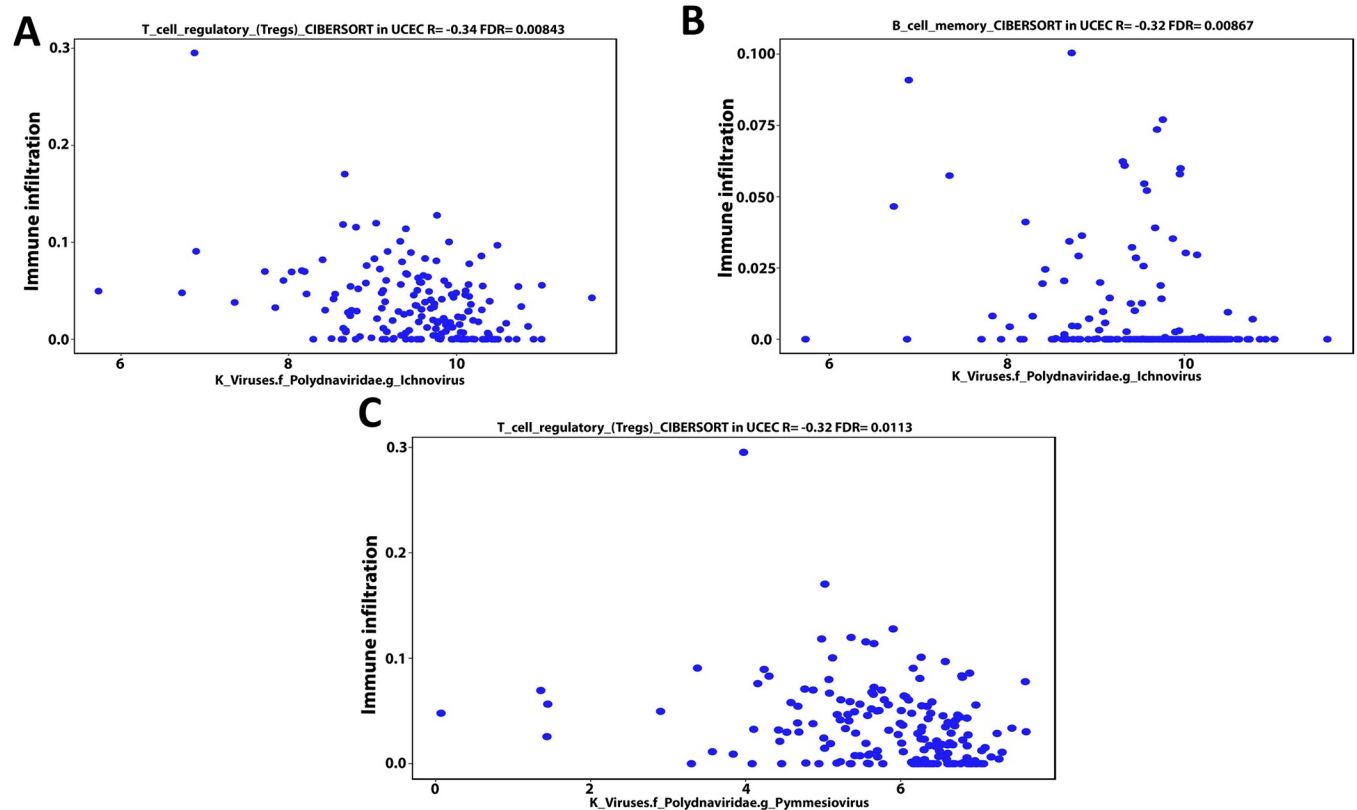 A
T_cell_regulatory_(Tregs)_CIBERSORT in UCEC R= -0.34 FDR= 0.00843
Immune infiltration
0.3
0.2
0.1
0.0
6 8 10
K_Viruses.f_Polydnaviridae.g_Ichnovirus
B
B_cell_memory_CIBERSORT in UCEC R= -0.32 FDR= 0.00867
Immune infiltration
0.100
0.075
0.050
0.025
0.0
6 8 10
K_Viruses.f_Polydnaviridae.g_Ichnovirus
C
T_cell_regulatory_(Tregs)_CIBERSORT in UCEC R= -0.32 FDR= 0.0113
Immune infiltration
0.3
0.2
0.1
0.0
0 2 4 6
K_Viruses.f_Polydnaviridae.g_Pymmesiovirus